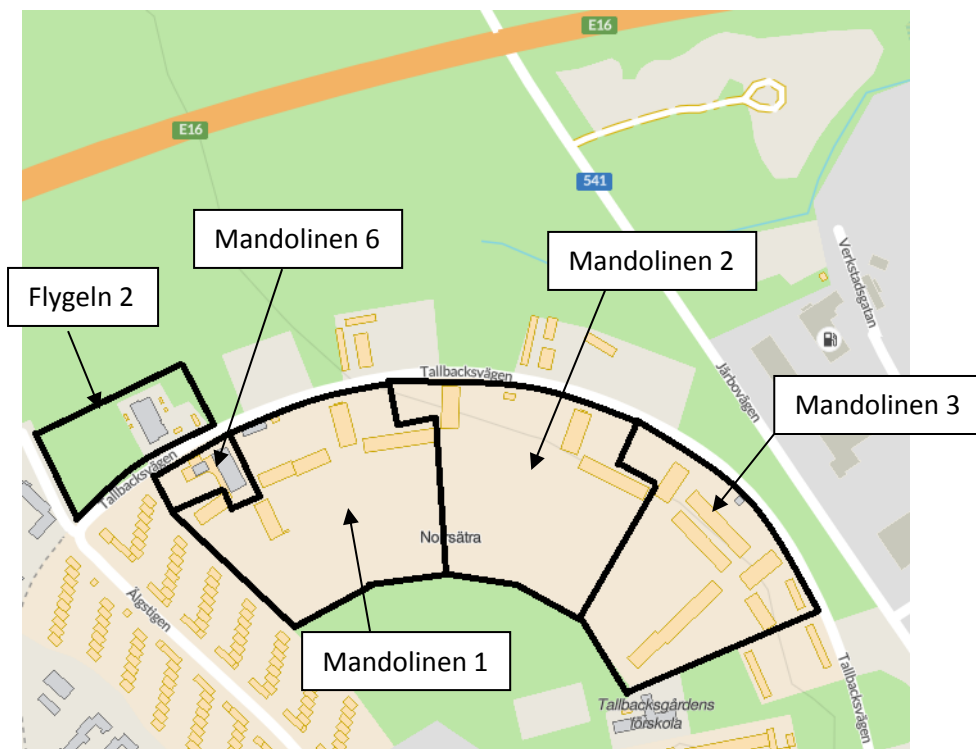 E16
E16
541
Mandolinen 6
Mandolinen 2
Flygeln 2
Verkstadsgatan
Järbovägen
Tallbacksvägen
Mandolinen 3
Tallbacksvägen
Norrsätra
Älgstigen
Mandolinen 1
Tallbacksvägen
Tallbacksgårdens
förskola